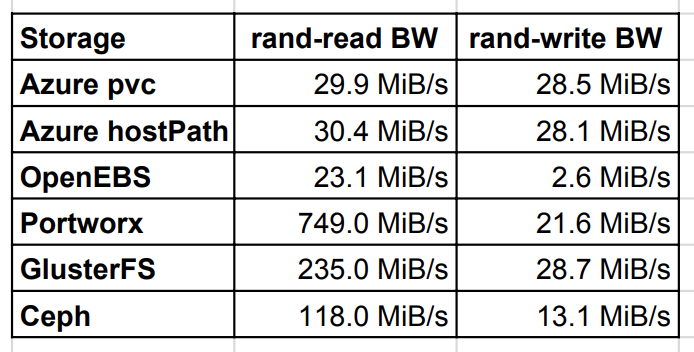 Storage rand-read BW rand-write BW
Azure pvc 29.9 MiB/s 28.5 MiB/s
Azure hostPath 30.4 MiB/s 28.1 MiB/s
OpenEBS 23.1 MiB/s 2.6 MiB/s
Portworx 749.0 MiB/s 21.6 MiB/s
GlusterFS 235.0 MiB/s 28.7 MiB/s
Ceph 118.0 MiB/s 13.1 MiB/s